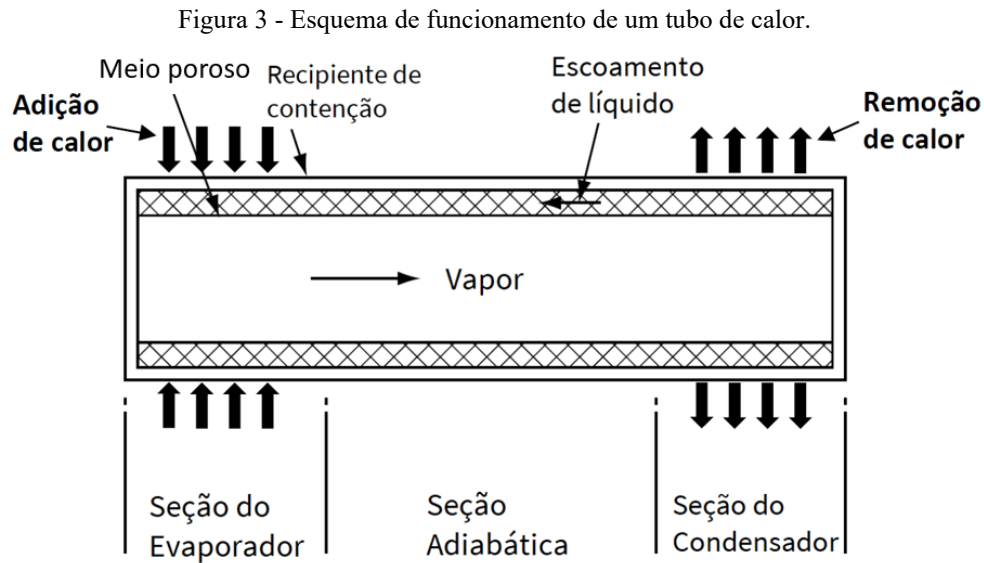 Figura 3 - Esquema de funcionamento de um tubo de calor.
Meio poroso
Recipiente de
contenção
Escoamento
de líquido
Adição
de calor
Remoção
de calor
Vapor
Seção do
Evaporador
Seção
Adiabática
Seção do
Condensador